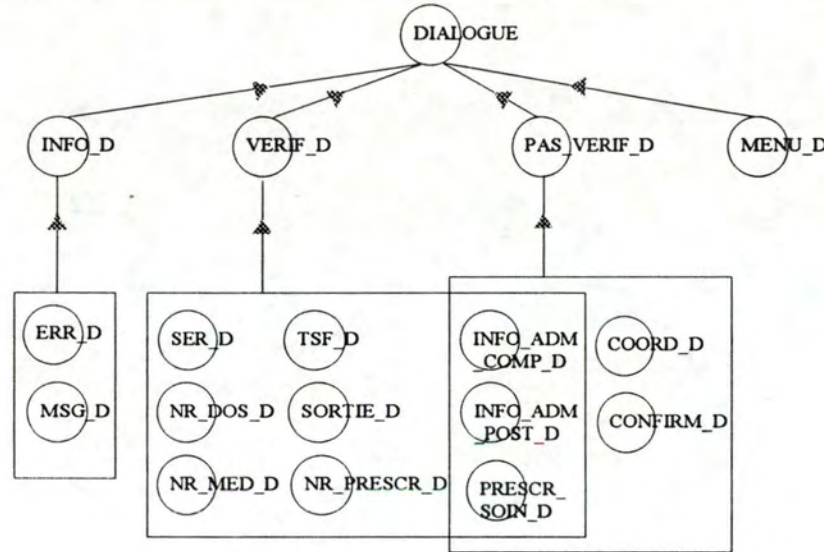 DIALOGUE
INFO_D
VERIF_D
PAS_VERIF_D
MENU_D
ERR_D
MSG_D
SER_D
TSF_D
NR_DOS_D
SORTIE_D
NR_MED_D
NR_PRESCR_D
INFO_ADM
_COMP_D
INFO_ADM
_POST_D
PRESCR_
SOIN_D
COORD_D
CONFIRM_D